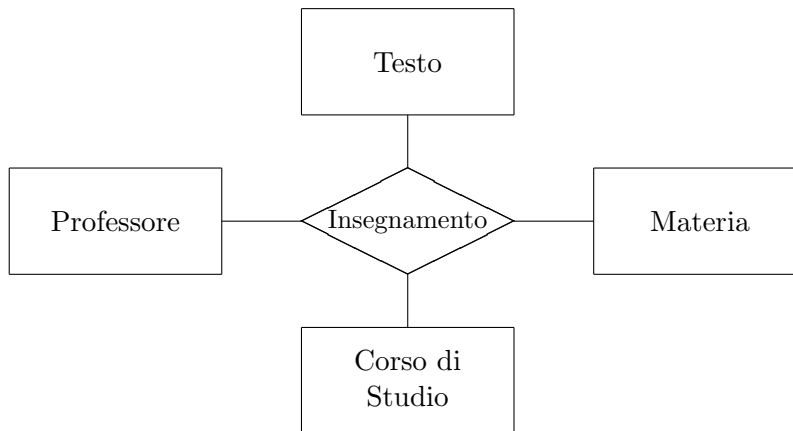 Testo
Professore
Insegnamento
Materia
Corso di
Studio